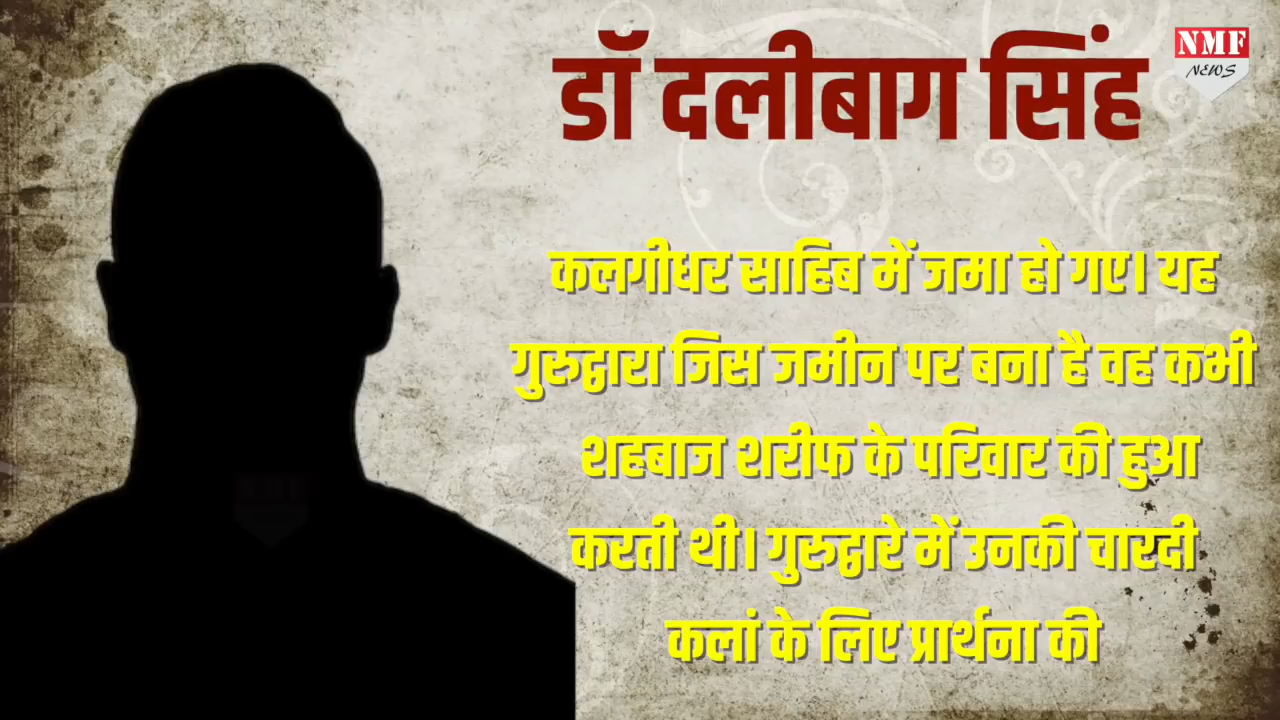 डॉ दलीबाग सिंह
NMF
NEWS
कलगीधर साहिब में जमा हो गए। यह
गुरुद्वारा जिस जमीन पर बना है वह कभी
शहबाज शरीफ के परिवार की हुआ
करती थी। गुरुद्वारे में उनकी चारदी
कलां के लिए प्रार्थना की